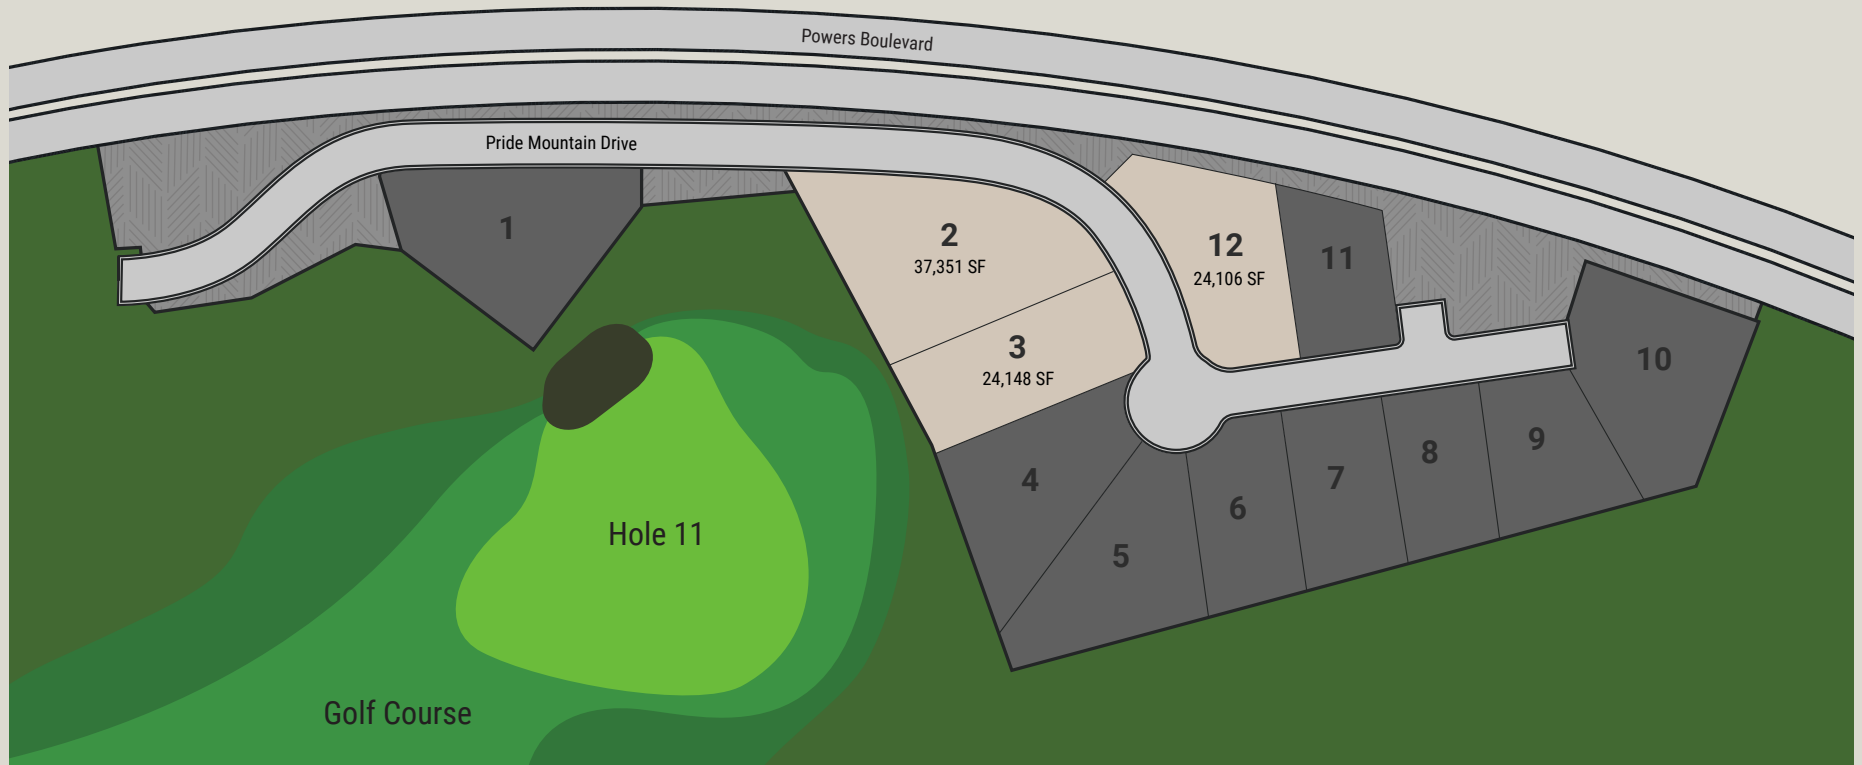 Powers Boulevard
Pride Mountain Drive
1
2
37,351 SF
12
24,106 SF
11
3
24,148 SF
10
4
5
6
7
8
9
Hole 11
Golf Course